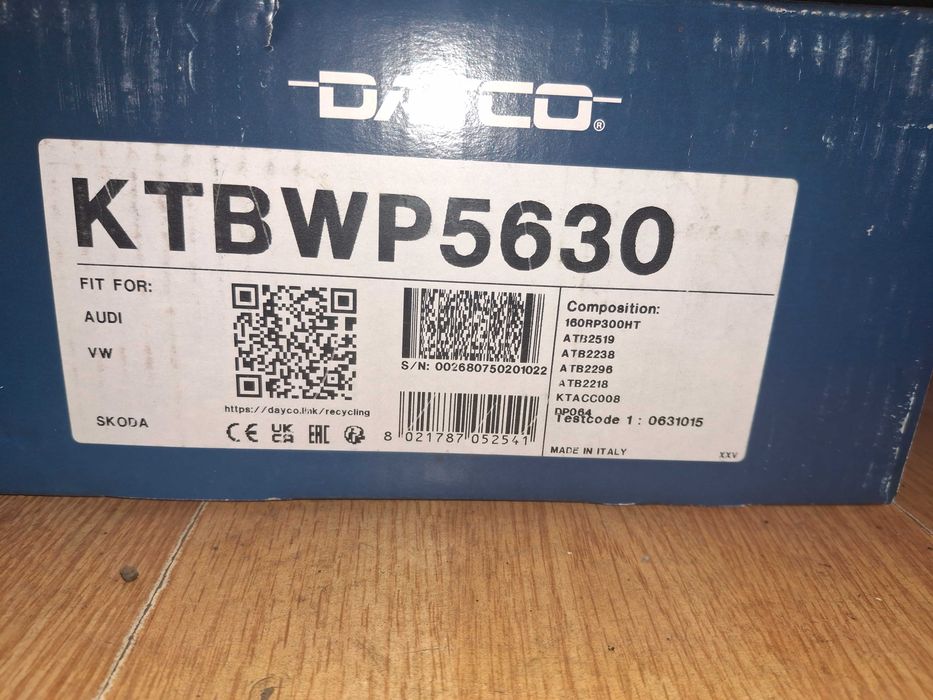 DAYCO®
KTBWP5630
FIT FOR:
AUDI
VW
SKODA
S/N: 002680750201022
https://dayco.link/recycling
CE UK CA EAC
8 021787 052541
Composition:
160RP300HT
ATB2519
ATB2238
ATB2296
ATB2218
KTACC008
DP064
Testcode 1 : 0631015
MADE IN ITALY
XXV